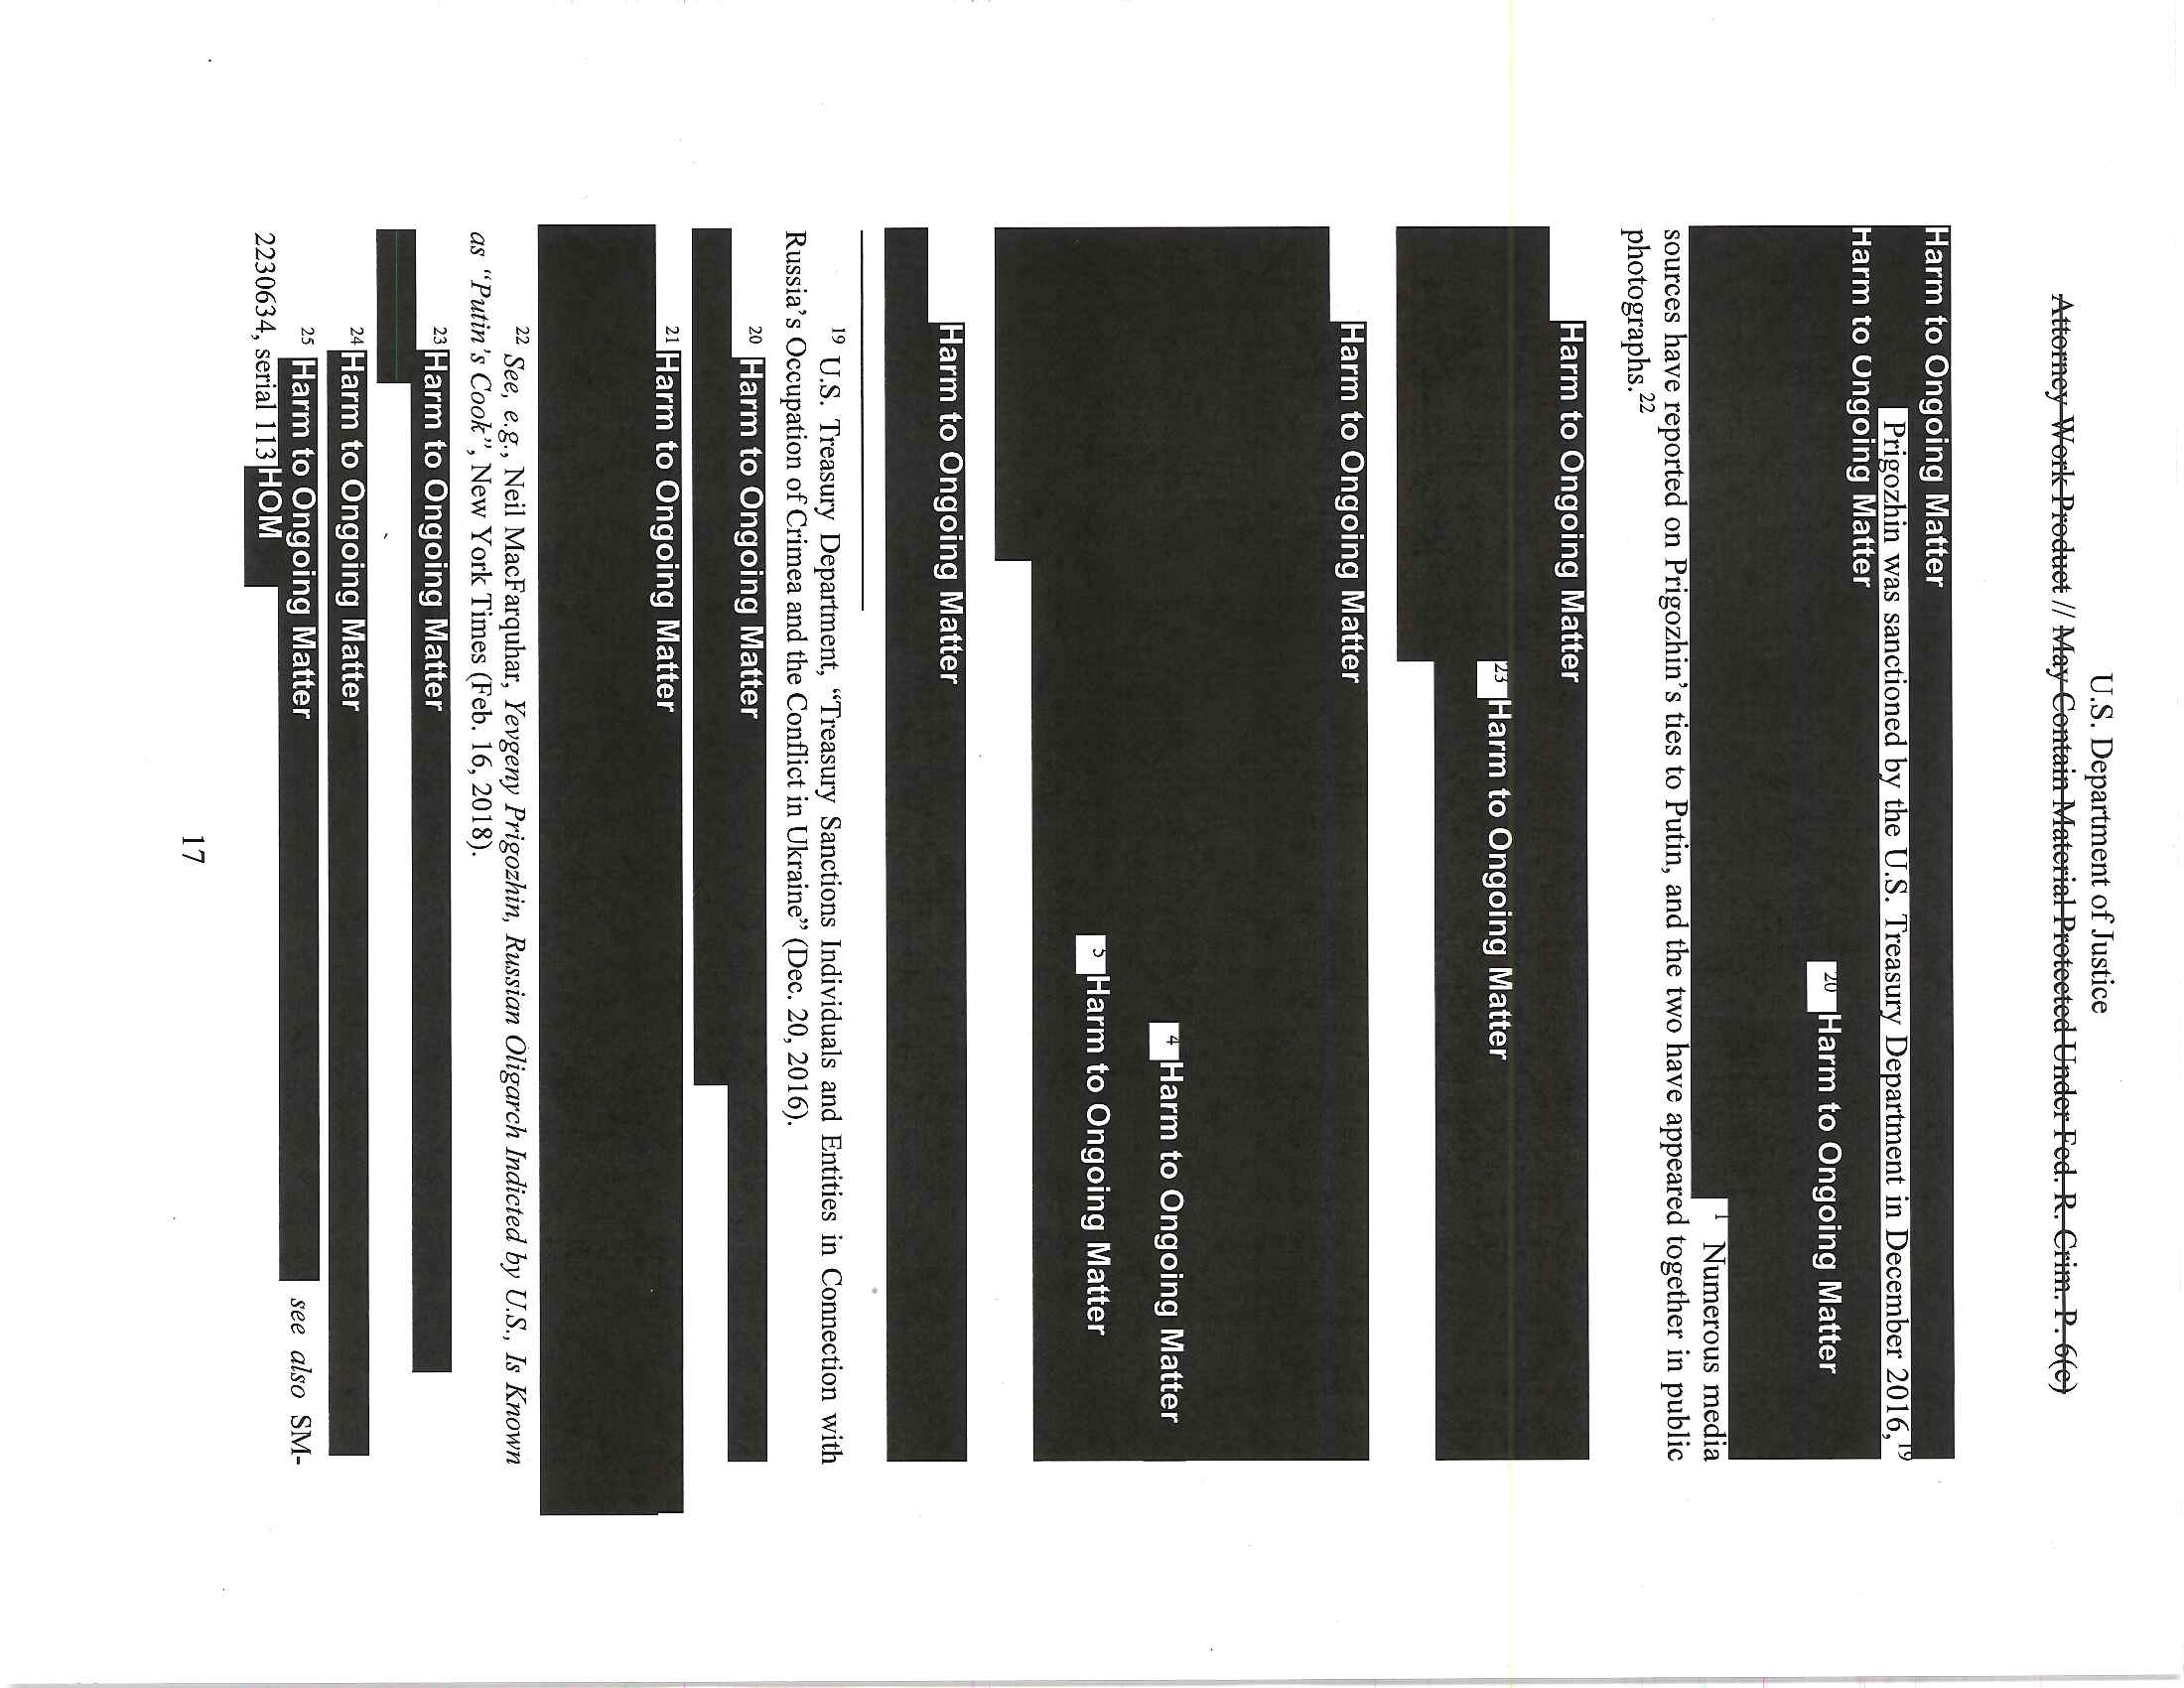 U.S. Department of Justice
Attorney Work Product // May Contain Material Protected Under Fed. R. Crim. P. 6(e)
Harm to Ongoing Matter
Prigozhin was sanctioned by the U.S. Treasury Department in December 2016,19
Harm to Ongoing Matter
20 Harm to Ongoing Matter
1 Numerous media
sources have reported on Prigozhin's ties to Putin, and the two have appeared together in public
photographs.22
Harm to Ongoing Matter
23 Harm to Ongoing Matter
Harm to Ongoing Matter
4 Harm to Ongoing Matter
5 Harm to Ongoing Matter
Harm to Ongoing Matter
19 U.S. Treasury Department, “Treasury Sanctions Individuals and Entities in Connection with
Russia's Occupation of Crimea and the Conflict in Ukraine” (Dec. 20, 2016).
20 Harm to Ongoing Matter
21 Harm to Ongoing Matter
22 See, e.g., Neil MacFarquhar, Yevgeny Prigozhin, Russian Oligarch Indicted by U.S., Is Known
as “Putin's Cook”, New York Times (Feb. 16, 2018).
23 Harm to Ongoing Matter
24 Harm to Ongoing Matter
25 Harm to Ongoing Matter see also SM-
2230634, serial 113 HOM
17